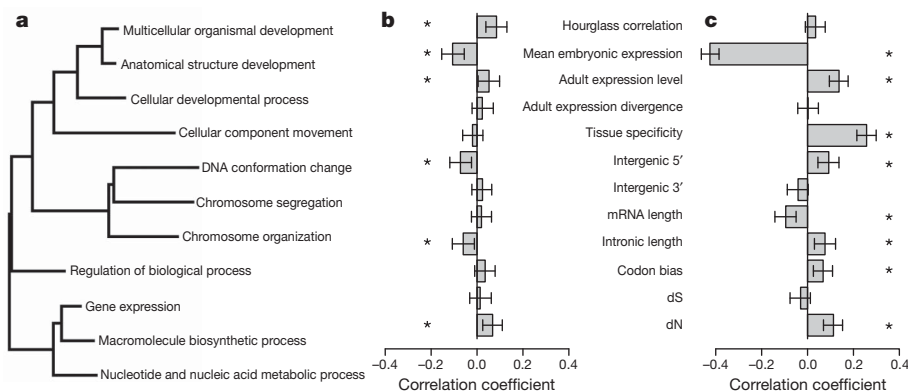 a
Multicellular organismal development
Anatomical structure development
Cellular developmental process
Cellular component movement
DNA conformation change
Chromosome segregation
Chromosome organization
Regulation of biological process
Gene expression
Macromolecule biosynthetic process
Nucleotide and nucleic acid metabolic process
b
*
*
*
*
*
*
−0.4
−0.2
0.0
0.2
0.4
Correlation coefficient
Hourglass correlation
Mean embryonic expression
Adult expression level
Adult expression divergence
Tissue specificity
Intergenic 5′
Intergenic 3′
mRNA length
Intronic length
Codon bias
dS
dN
c
*
*
*
*
*
*
*
*
−0.4
−0.2
0.0
0.2
0.4
Correlation coefficient